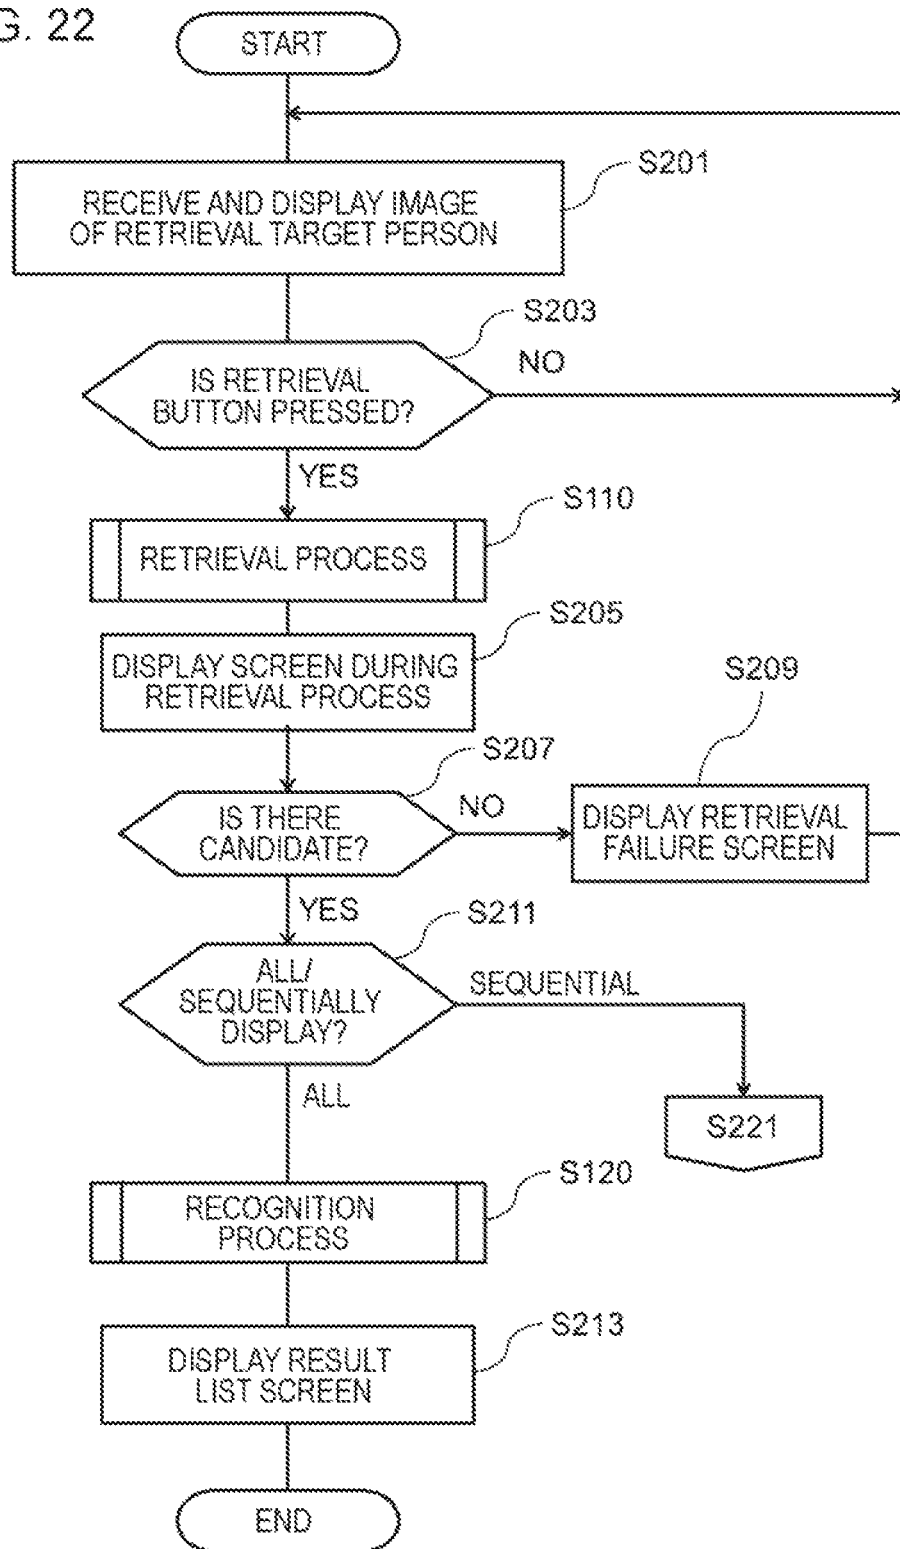 G. 22
START
S201
RECEIVE AND DISPLAY IMAGE
OF RETRIEVAL TARGET PERSON
S203
NO
IS RETRIEVAL
BUTTON PRESSED?
YES
S110
RETRIEVAL PROCESS
S205
DISPLAY SCREEN DURING
RETRIEVAL PROCESS
S209
S207
IS THERE
CANDIDATE?
NO
DISPLAY RETRIEVAL
FAILURE SCREEN
YES
S211
ALL/
SEQUENTIALLY
DISPLAY?
SEQUENTIAL
ALL
S221
S120
RECOGNITION
PROCESS
S213
DISPLAY RESULT
LIST SCREEN
END